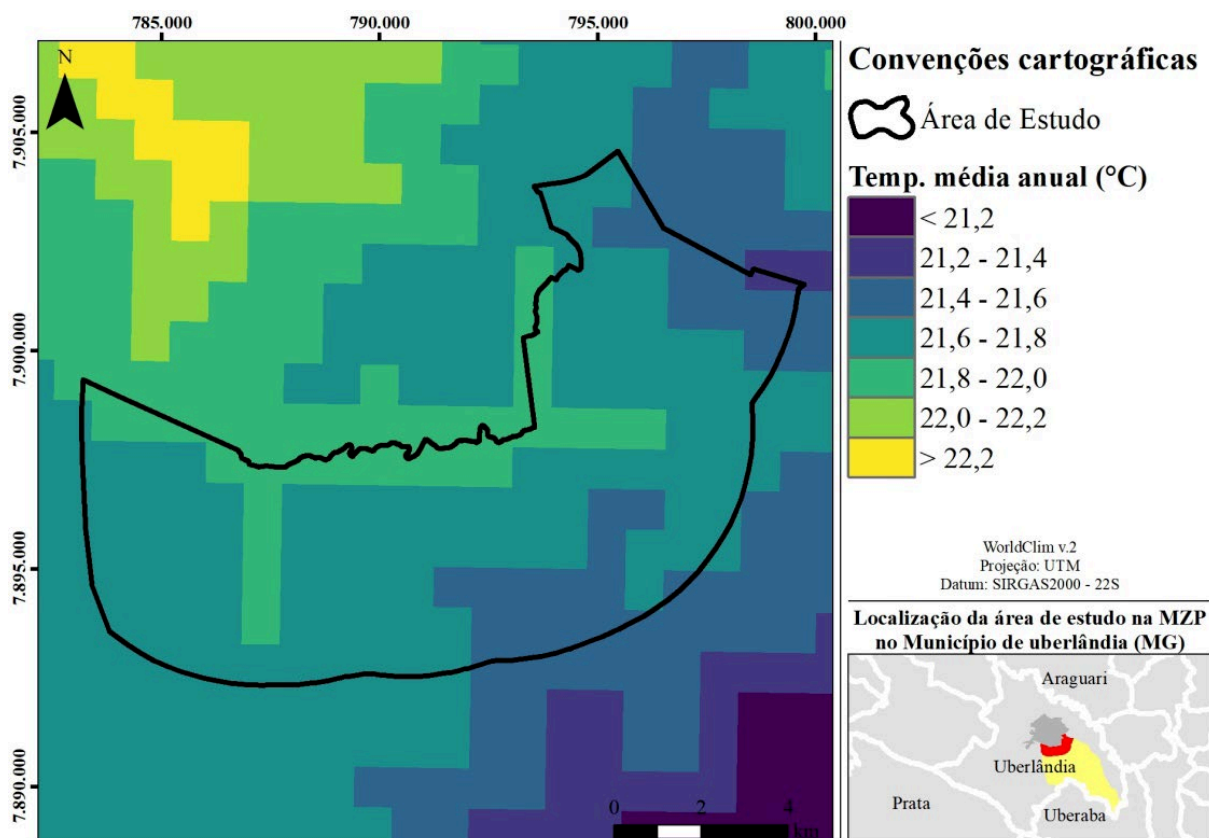 785.000 790.000 795.000 800.000
N
7.905.000
7.900.000
7.895.000
7.890.000
0 2 4
km
Convenções cartográficas
Área de Estudo
Temp. média anual (°C)
< 21,2
21,2 - 21,4
21,4 - 21,6
21,6 - 21,8
21,8 - 22,0
22,0 - 22,2
> 22,2
WorldClim v.2
Projeção: UTM
Datum: SIRGAS2000 - 22S
Localização da área de estudo na MZP
no Município de uberlândia (MG)
Araguari
Uberlândia
Prata
Uberaba